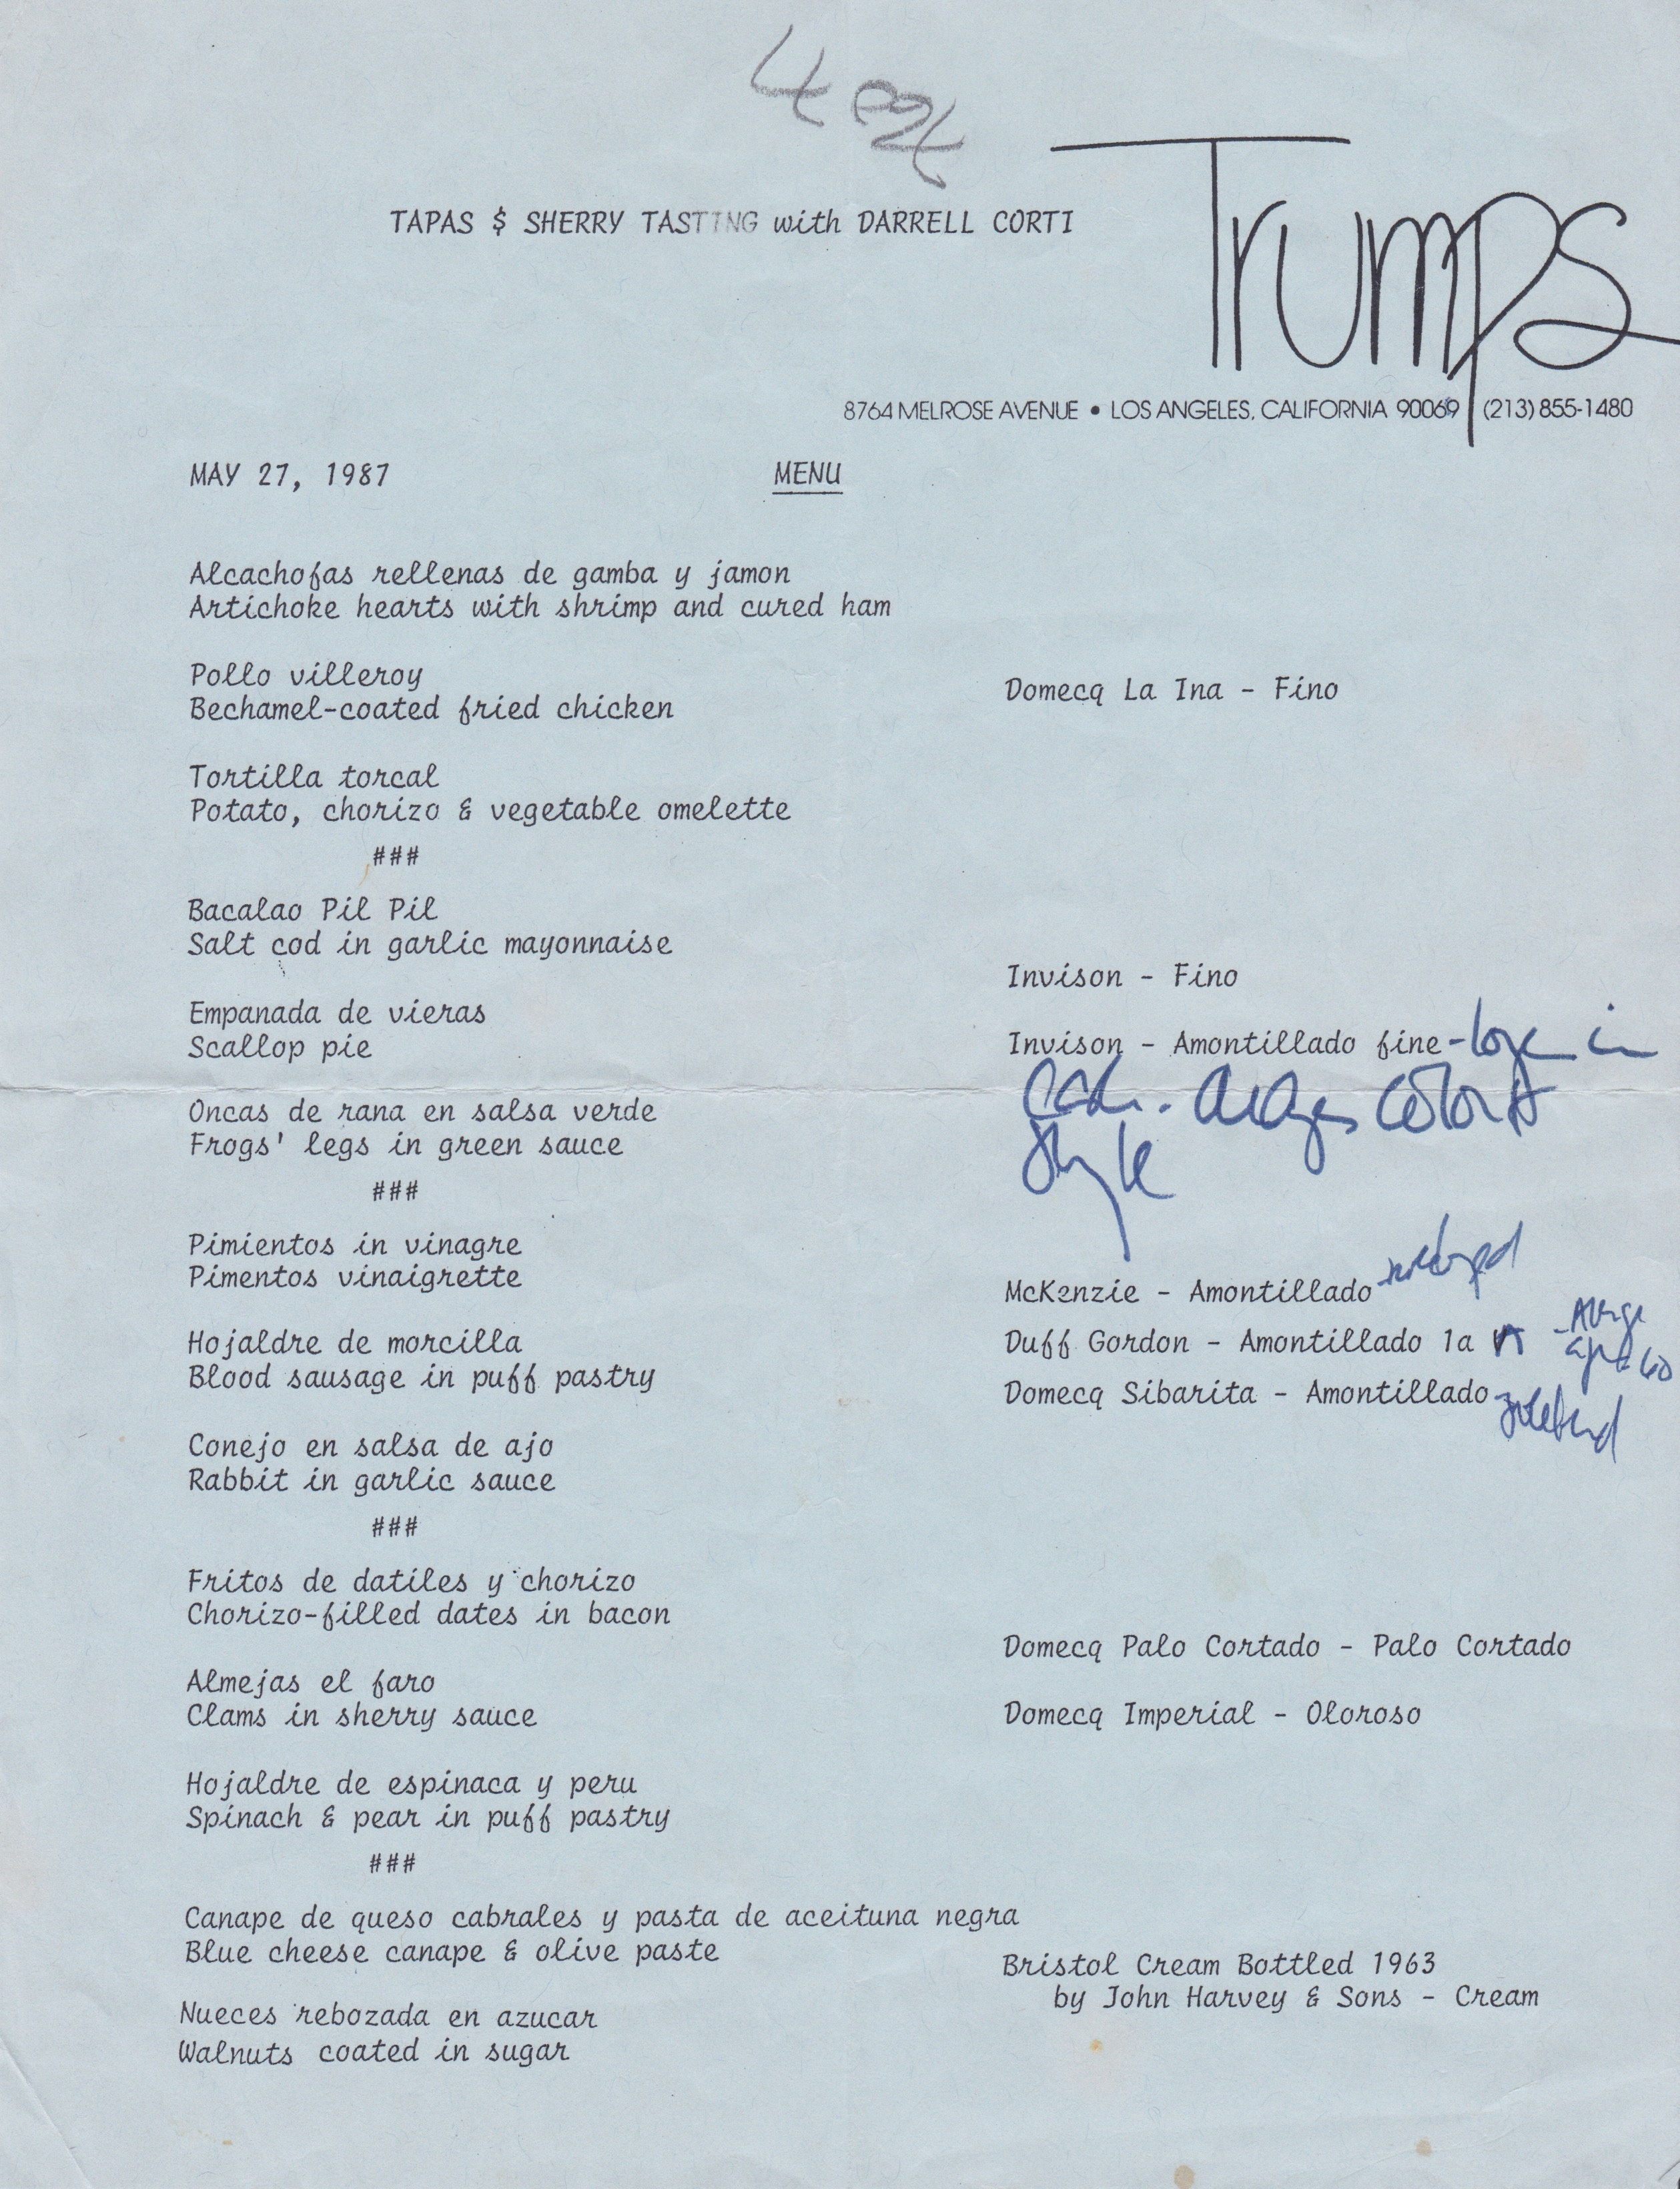 TAPAS $ SHERRY TASTING with DARRELL CORTI
Trumps
8764 MELROSE AVENUE • LOS ANGELES, CALIFORNIA 90069 (213) 855-1480
MAY 27, 1987 MENU
Alcachofas rellenas de gamba y jamon
Artichoke hearts with shrimp and cured ham
Pollo villeroy
Domecq La Ina - Fino
Bechamel-coated fried chicken
Tortilla torcal
Potato, chorizo & vegetable omelette
###
Bacalao Pil Pil
Salt cod in garlic mayonnaise
Invison - Fino
Empanada de vieras
Scallop pie
Invison - Amontillado fine - in
style
Oncas de rana en salsa verde
Frogs' legs in green sauce
###
Pimientos in vinagre
Pimentos vinaigrette
McKenzie - Amontillado
Hojaldre de morcilla
Duff Gordon - Amontillado 1a
Blood sausage in puff pastry
Domecq Sibarita - Amontillado
Conejo en salsa de ajo
Rabbit in garlic sauce
###
Fritos de datiles y chorizo
Chorizo-filled dates in bacon
Domecq Palo Cortado - Palo Cortado
Almejas el faro
Clams in sherry sauce
Domecq Imperial - Oloroso
Hojaldre de espinaca y peru
Spinach & pear in puff pastry
###
Canape de queso cabrales y pasta de aceituna negra
Blue cheese canape & olive paste
Bristol Cream Bottled 1963
by John Harvey & Sons - Cream
Nueces rebozada en azucar
Walnuts coated in sugar